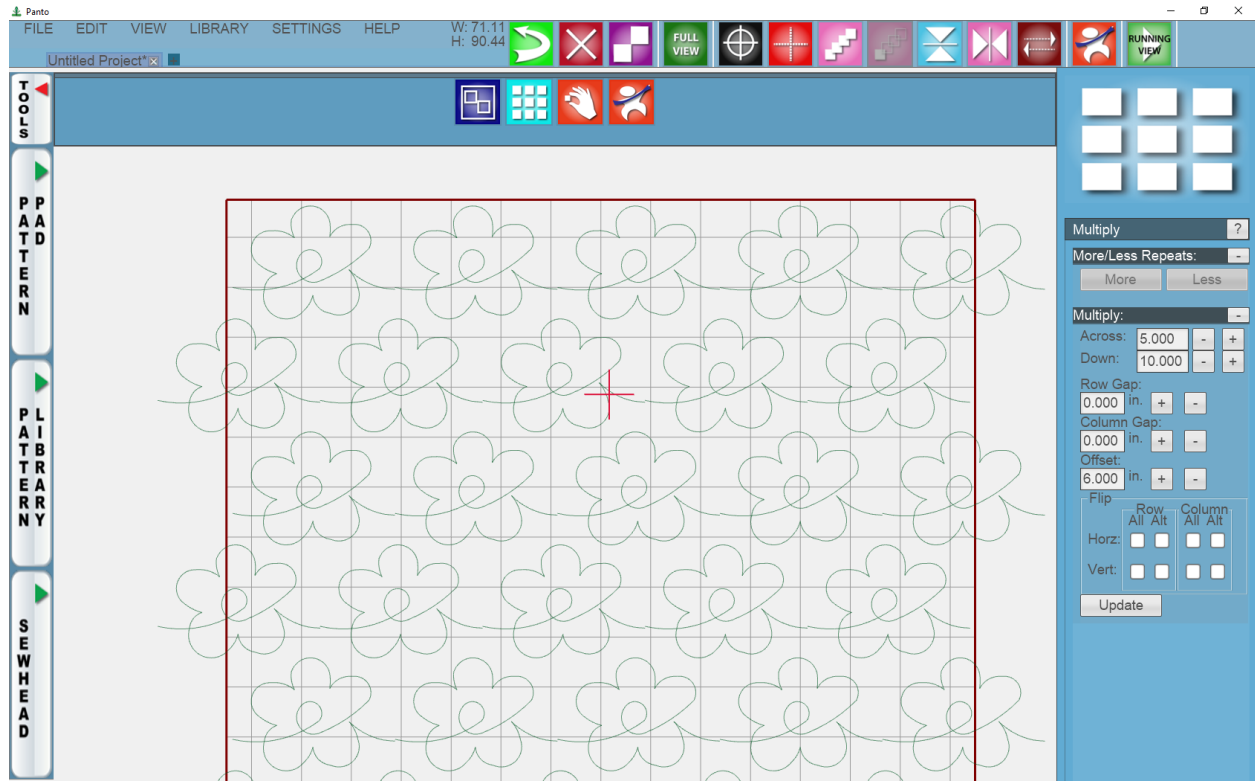 Panto
FILE EDIT VIEW LIBRARY SETTINGS HELP
W: 71.11
H: 90.44
FULL
VIEW
RUNNING
VIEW
Untitled Project*
TOOLS
PATTERN PAD
PATTERN LIBRARY
SEWHEAD
Multiply ?
More/Less Repeats: -
More Less
Multiply: -
Across: 5.000 - +
Down: 10.000 - +
Row Gap:
0.000 in. + -
Column Gap:
0.000 in. + -
Offset:
6.000 in. + -
Flip
Row Column
All Alt All Alt
Horz:
Vert:
Update